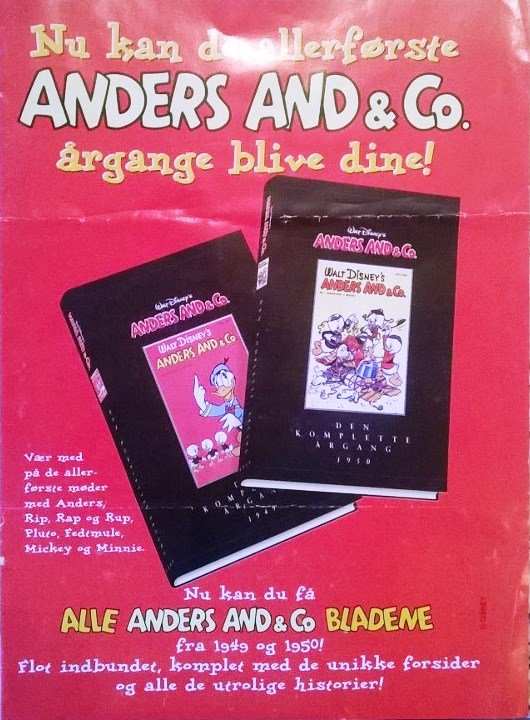 Nu kan de allerførste
ANDERS AND & Co.
årgange blive dine!
Walt Disney's
ANDERS AND & Co.
WALT DISNEY'S
ANDERS AND & Co.
DEN
KOMPLETTE
ÅRGANG
1950
Walt Disney's
ANDERS AND & Co.
WALT DISNEY'S
ANDERS AND & Co
KOMP
ÅRGA
1949
Vær med
på de aller-
første møder
med Anders,
Rip, Rap og Rup,
Pluto, Fedtmule,
Mickey og Minnie.
Nu kan du få
ALLE ANDERS AND & Co BLADENE
fra 1949 og 1950!
Flot indbundet, komplet med de unikke forsider
og alle de utrolige historier!
© DISNEY